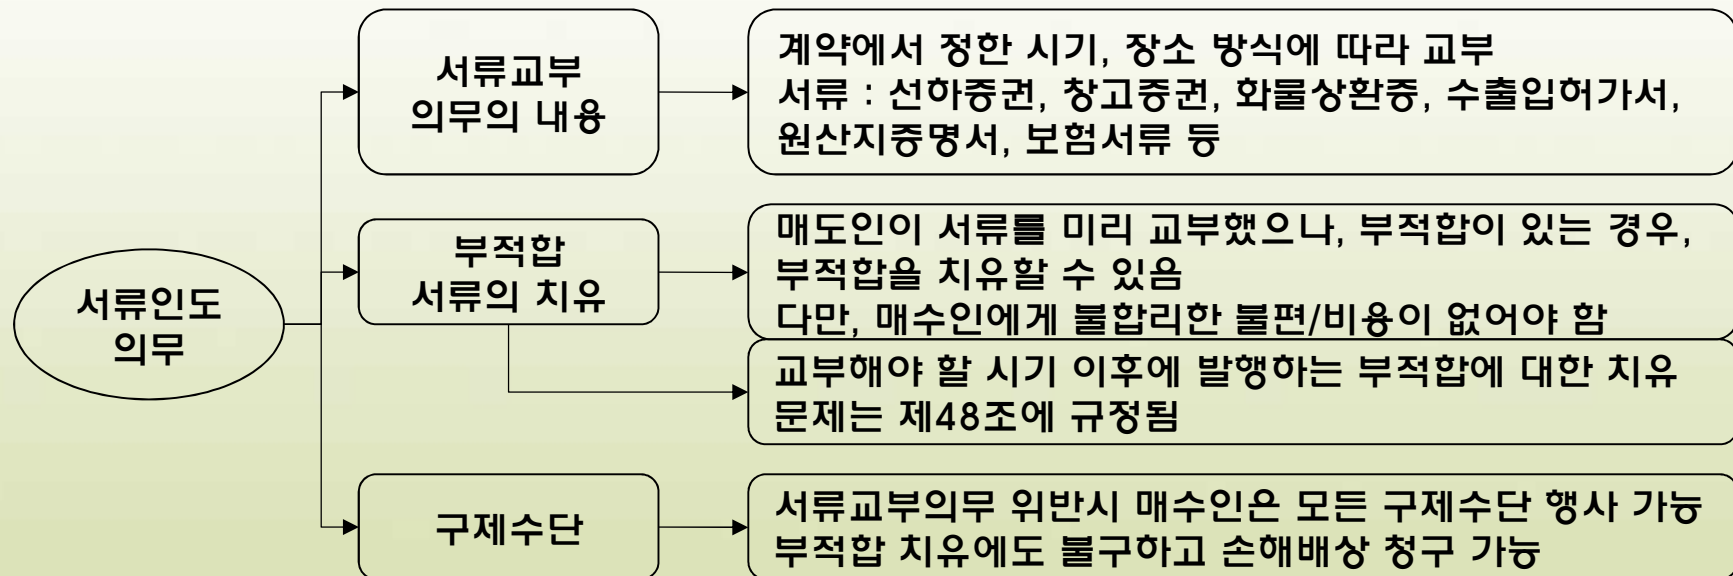 서류인도
의무
서류교부
의무의 내용
계약에서 정한 시기, 장소 방식에 따라 교부
서류 : 선하증권, 창고증권, 화물상환증, 수출입허가서,
원산지증명서, 보험서류 등
부적합
서류의 치유
매도인이 서류를 미리 교부했으나, 부적합이 있는 경우,
부적합을 치유할 수 있음
다만, 매수인에게 불합리한 불편/비용이 없어야 함
교부해야 할 시기 이후에 발행하는 부적합에 대한 치유
문제는 제48조에 규정됨
구제수단
서류교부의무 위반시 매수인은 모든 구제수단 행사 가능
부적합 치유에도 불구하고 손해배상 청구 가능